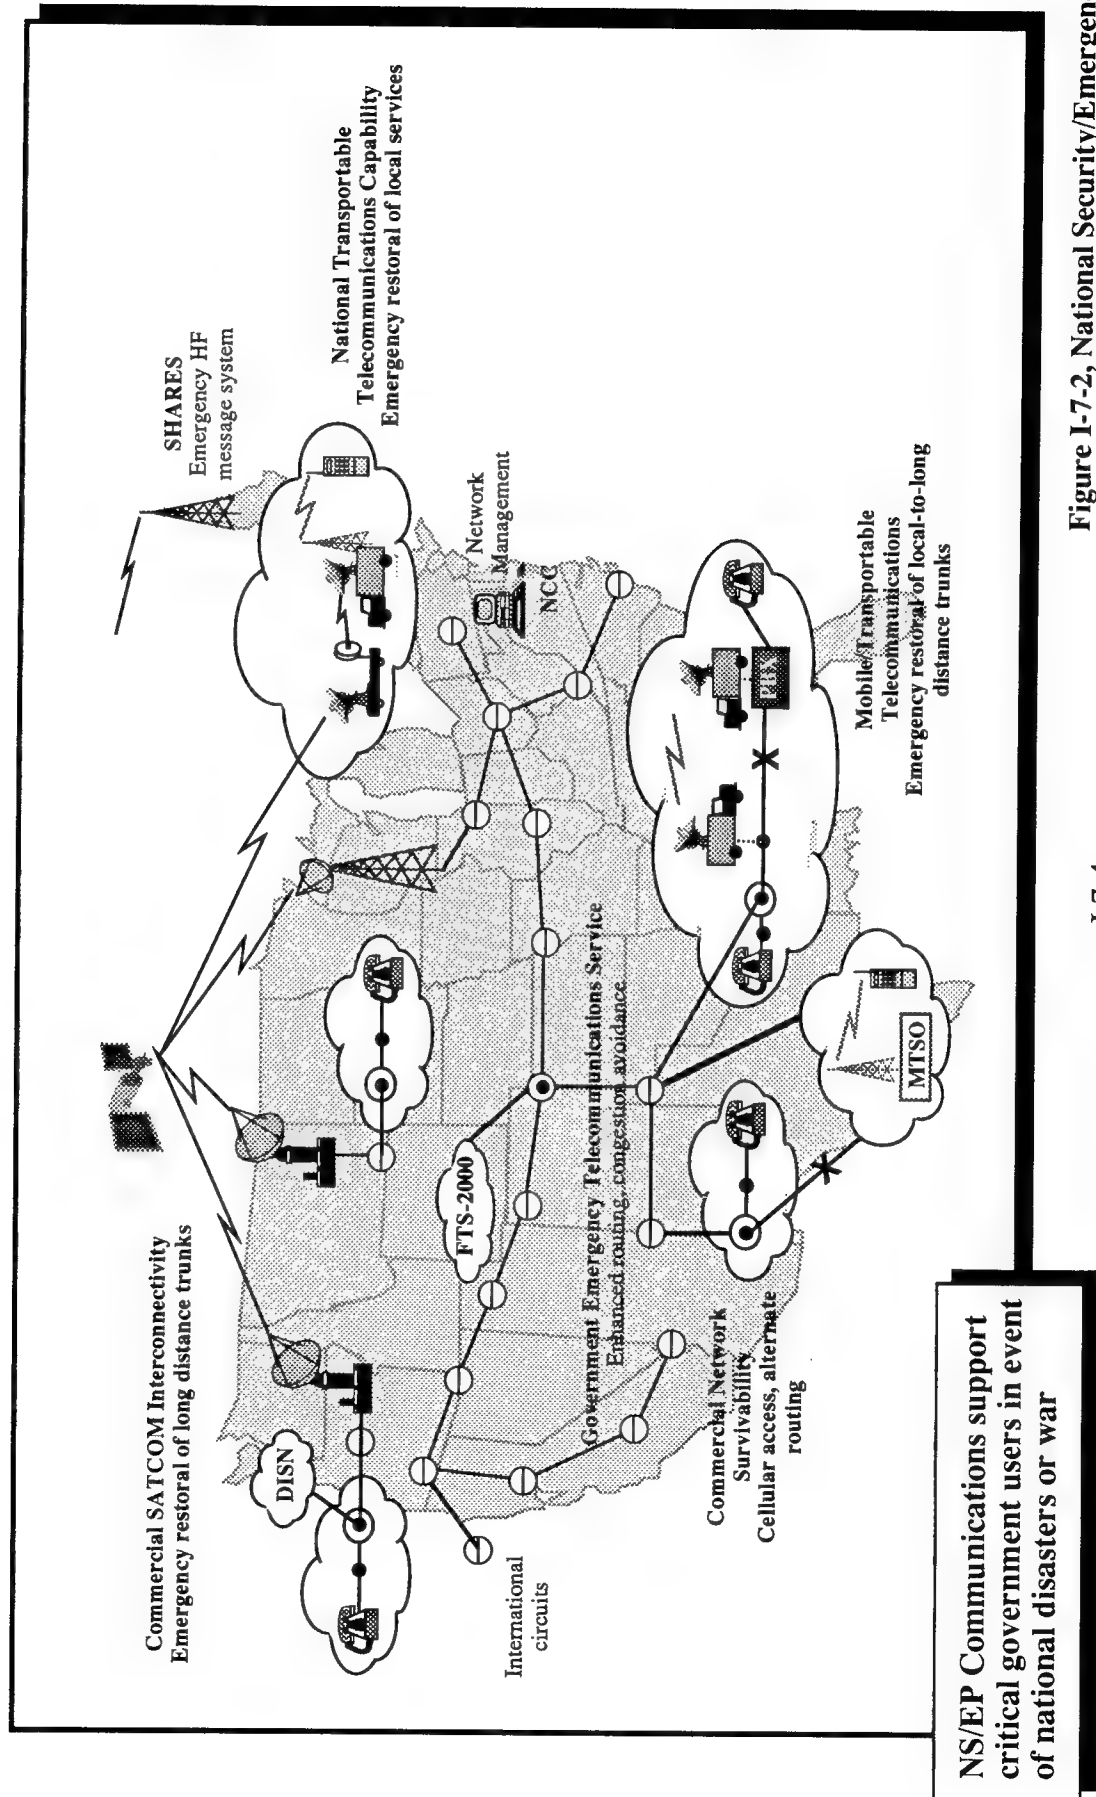 Commercial SATCOM Interconnectivity
Emergency restoral of long distance trunks
SHARES
Emergency HF
message system
National Transportable
Telecommunications Capability
Emergency restoral of local services
DISN
FTS-2000
Network
Management
NCC
International
circuits
Government Emergency Telecommunications Service
Enhanced routing, congestion avoidance
Commercial Network
Survivability
Cellular access, alternate
routing
MTSO
PBX
Mobile/Transportable
Telecommunications
Emergency restoral of local-to-long
distance trunks
NS/EP Communications support
critical government users in event
of national disasters or war
Figure I-7-2, National Security/Emergen